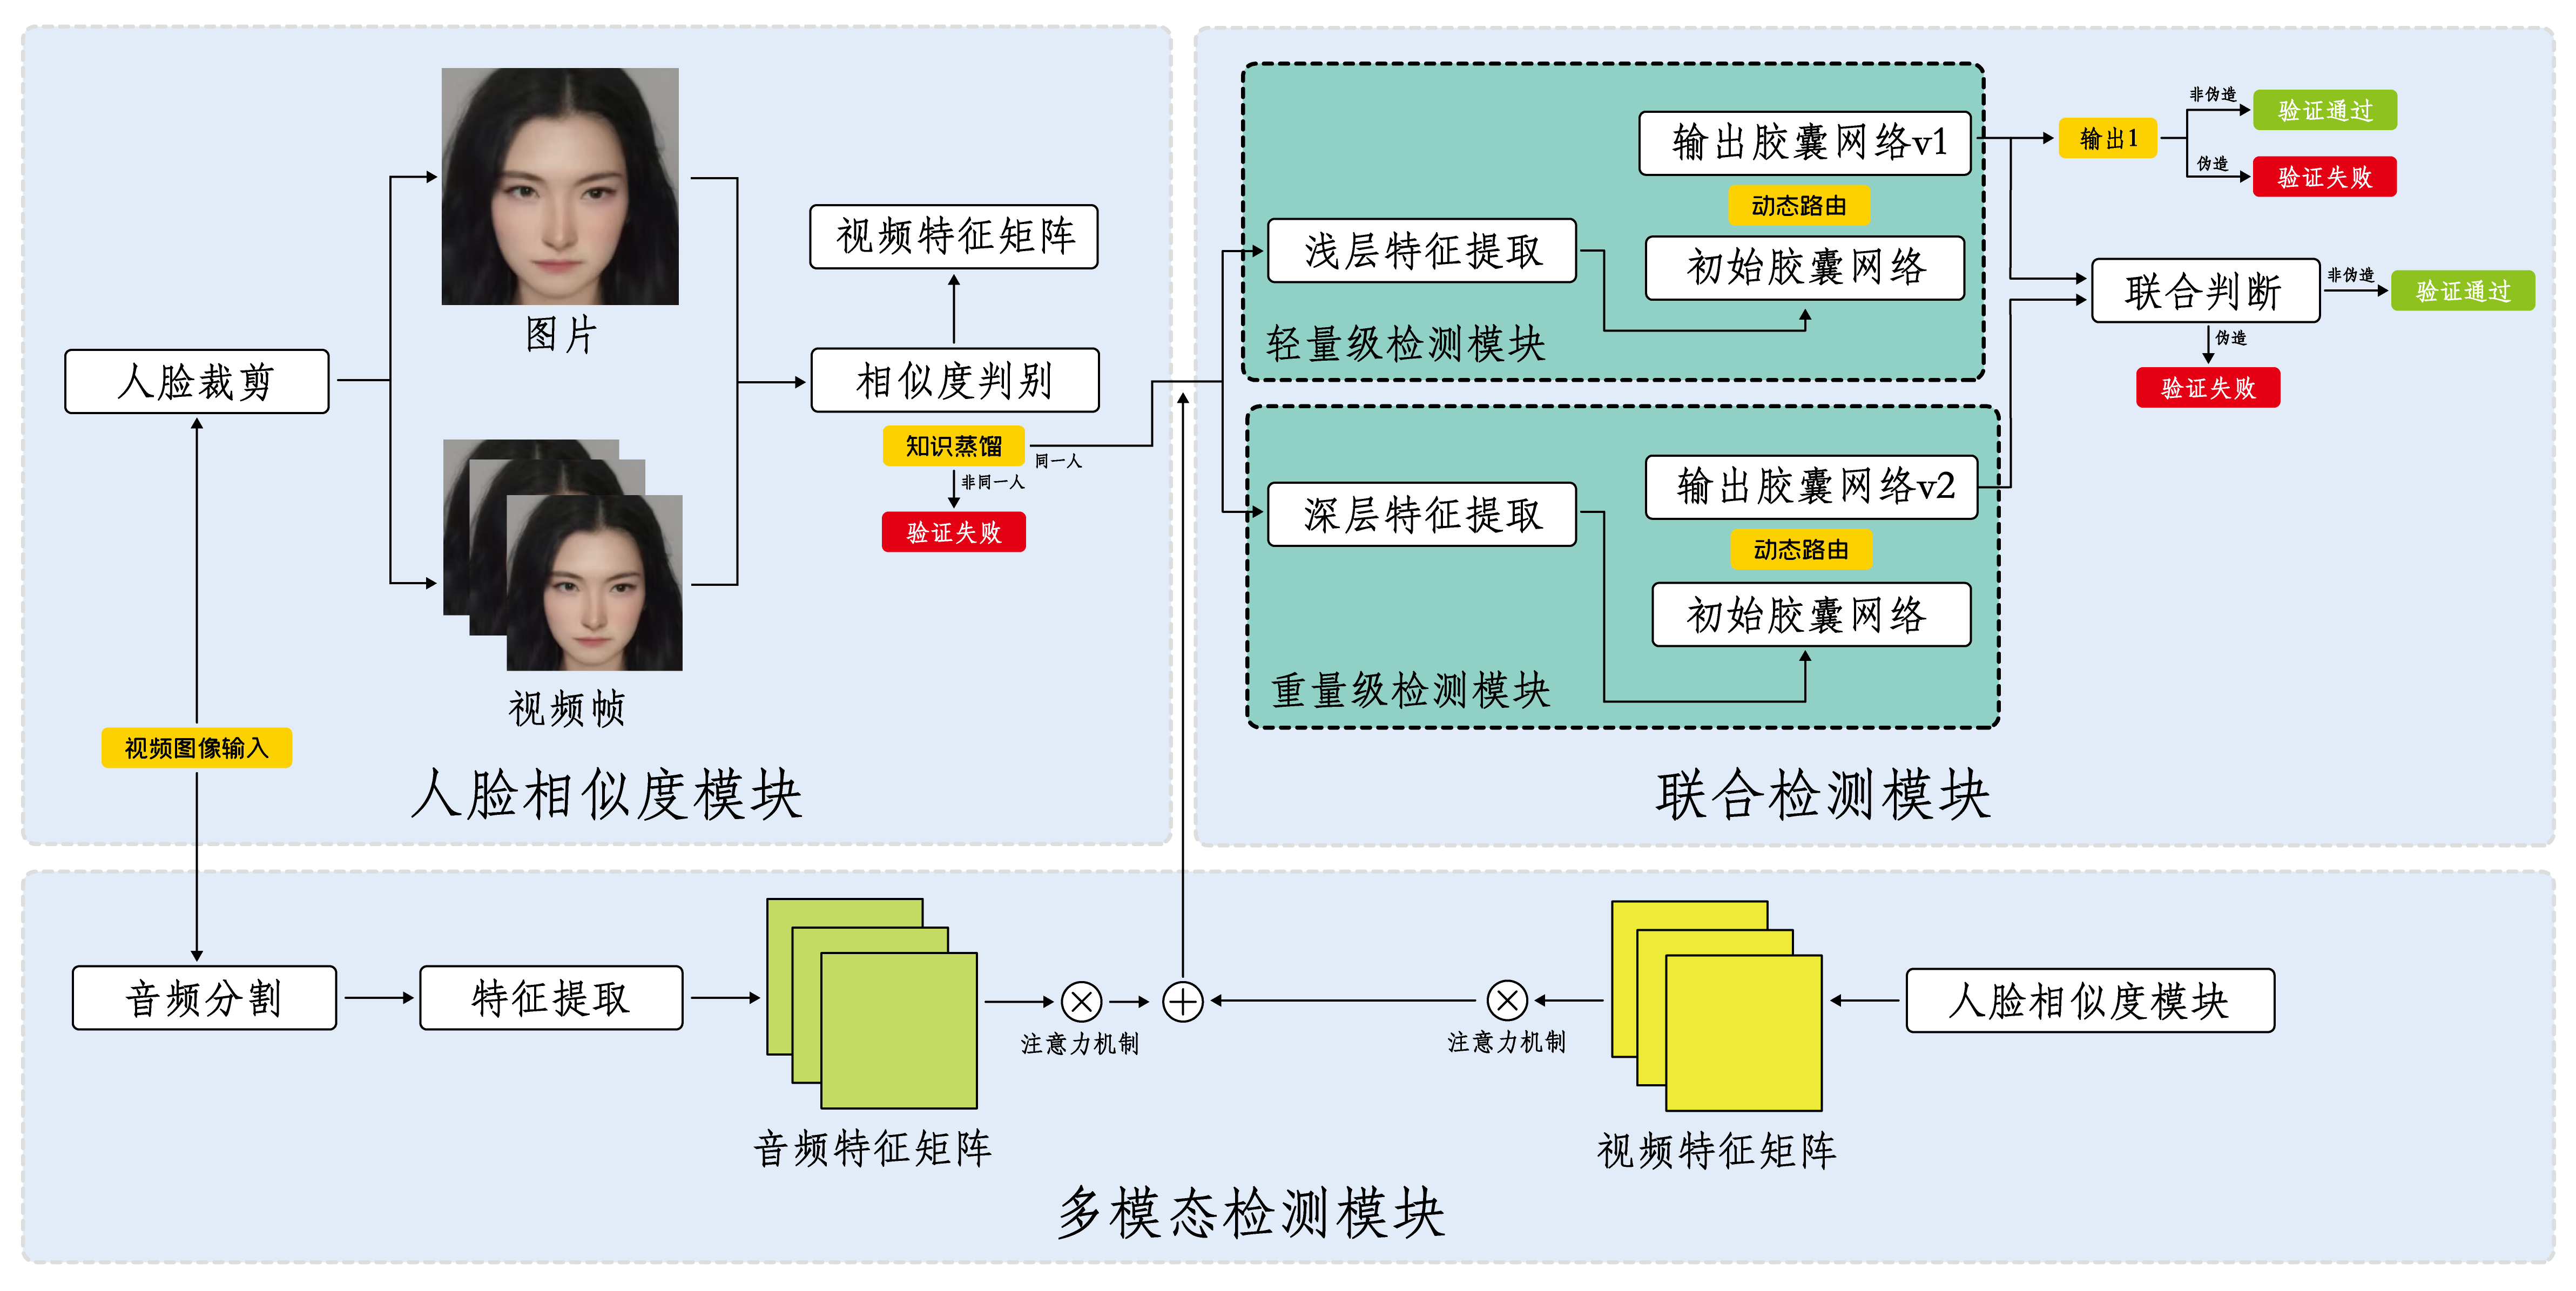 人脸裁剪
图片
视频帧
视频图像输入
视频特征矩阵
相似度判别
知识蒸馏
同一人
非同一人
验证失败
人脸相似度模块
浅层特征提取
输出胶囊网络v1
动态路由
初始胶囊网络
轻量级检测模块
深层特征提取
输出胶囊网络v2
动态路由
初始胶囊网络
重量级检测模块
输出1
非伪造
验证通过
伪造
验证失败
联合判断
非伪造
验证通过
伪造
验证失败
联合检测模块
音频分割
特征提取
音频特征矩阵
注意力机制
注意力机制
视频特征矩阵
人脸相似度模块
多模态检测模块